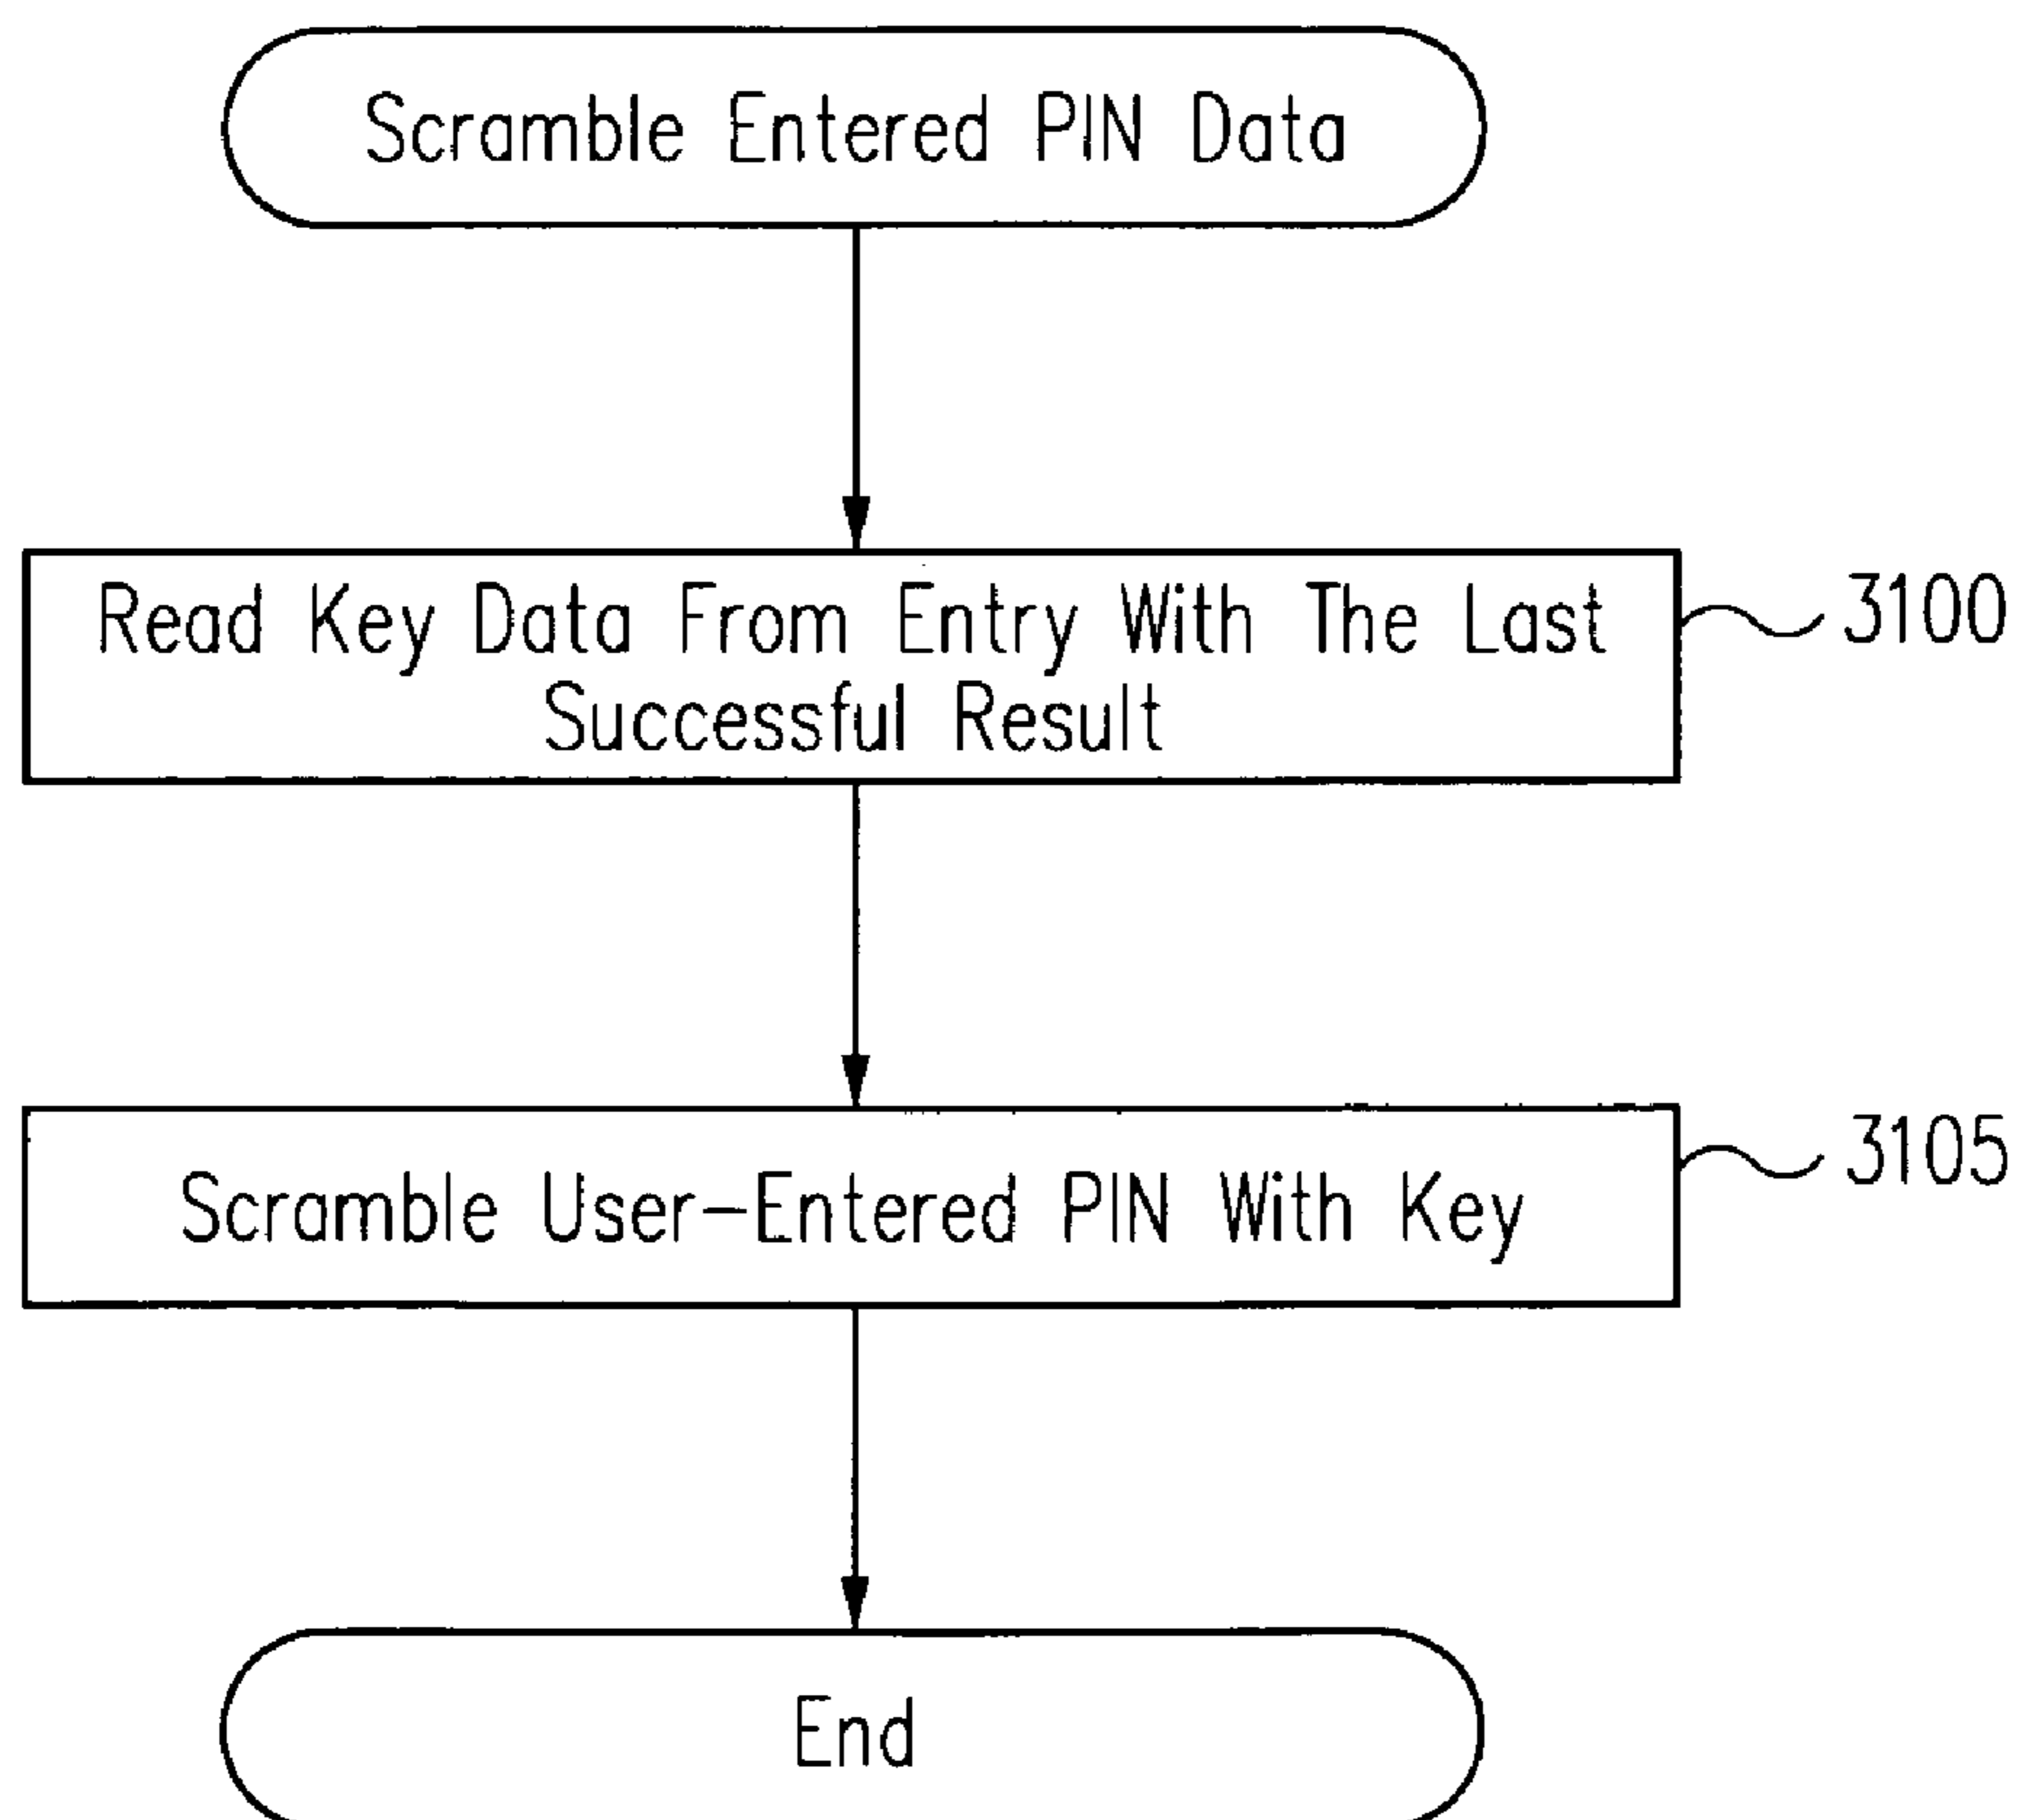 Scramble Entered PIN Data
Read Key Data From Entry With The Last
Successful Result
3100
Scramble User-Entered PIN With Key
3105
End